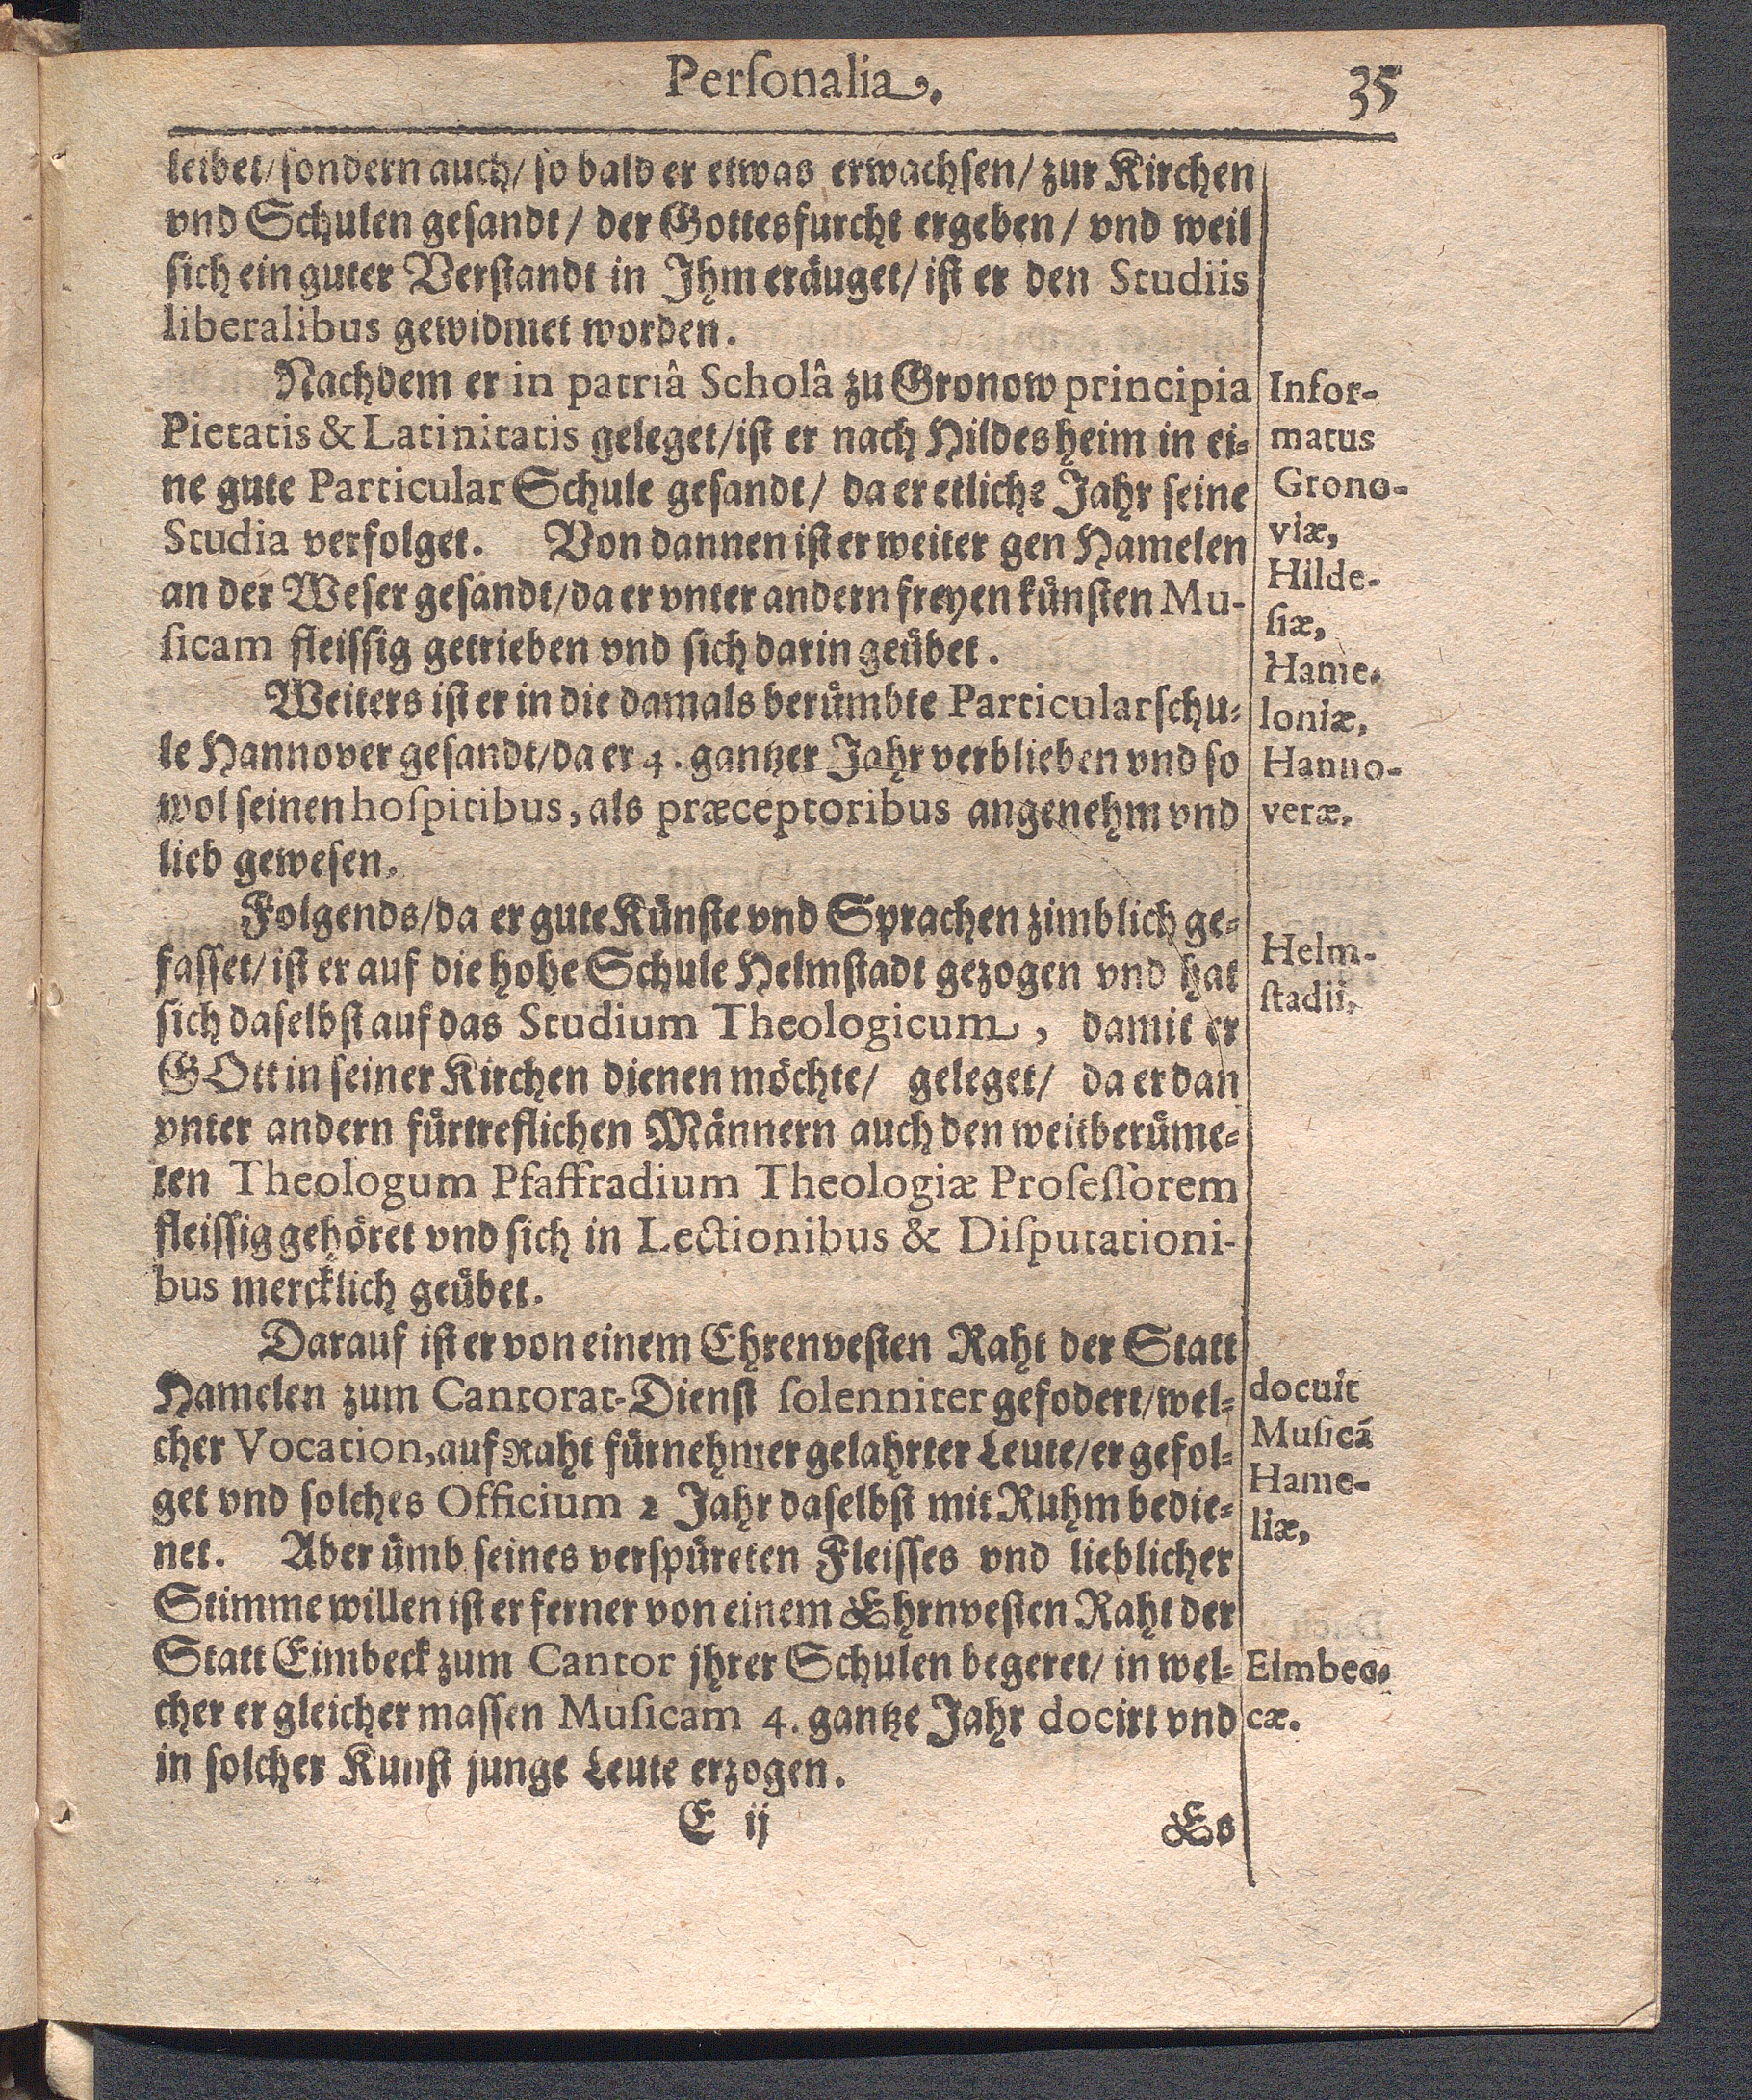 Personalia. 35
leibet/ sondern auch/ so bald er etwas erwachsen/ zur Kirchen
vnd Schulen gesandt/ der Gottesfurcht ergeben/ vnd weil
sich ein guter Verstandt in Ihm eräuget/ ist er den Studiis
liberalibus gewidmet worden.
Nachdem er in patriâ Scholâ zu Gronow principia
Pietatis & Latinitatis geleget/ ist er nach Hildesheim in ei-
ne gute Particular Schule gesandt/ da er etliche Jahr seine
Studia verfolget. Von dannen ist er weiter gen Hamelen
an der Weser gesandt/ da er vnter andern freyen künsten Mu-
sicam fleissig getrieben vnd sich darin geübet.
Weiters ist er in die damals berümbte Particularschu-
le Hannover gesandt/ da er 4. gantzer Jahr verblieben vnd so
wol seinen hospitibus, als præceptoribus angenehm vnd
lieb gewesen.
Folgends/ da er gute Künste vnd Sprachen zimblich ge-
fasset/ ist er auf die hohe Schule Helmstadt gezogen vnd hat
sich daselbst auf das Studium Theologicum, damit er
GOtt in seiner Kirchen dienen möchte/ geleget/ da er dan
vnter andern fürtreflichen Männern auch den weitberüme-
ten Theologum Pfaffradium Theologiæ Professorem
fleissig gehöret vnd sich in Lectionibus & Disputationi-
bus mercklich geübet.
Darauf ist er von einem Ehrenvesten Raht der Statt
Hamelen zum Cantorat-Dienst solenniter gefodert/ wel-
cher Vocation, auf Raht fürnehmer gelahrter Leute/ er gefol-
get vnd solches Officium 2 Jahr daselbst mit Ruhm bedie-
net. Aber ümb seines verspüreten Fleisses vnd lieblicher
Stimme willen ist er ferner von einem Ehrnvesten Raht der
Statt Eimbeck zum Cantor jhrer Schulen begeret/ in wel-
cher er gleicher massen Musicam 4. gantze Jahr docirt vnd
in solcher Kunst junge Leute erzogen.
E ij Es
Infor-
matus
Grono-
viæ,
Hilde-
siæ,
Hame-
loniæ,
Hanno-
veræ,
Helm-
stadii,
docuit
Musicã
Hame-
liæ,
Eimbec-
cæ.